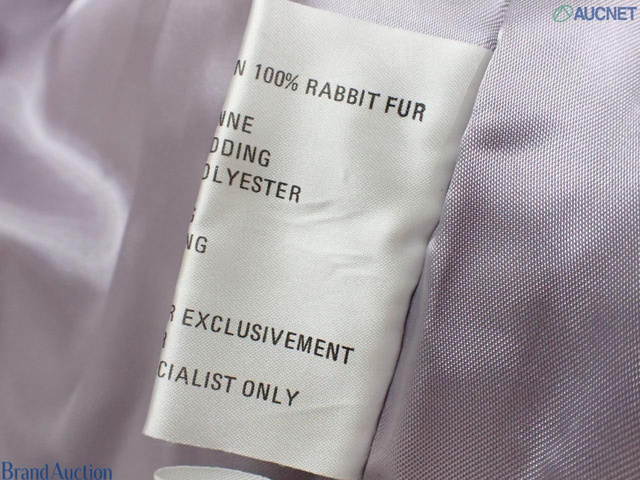 AUCNET
N 100% RABBIT FUR
NNE
DDING
OLYESTER
G
NG
R EXCLUSIVEMENT
R
CIALIST ONLY
Brand Auction